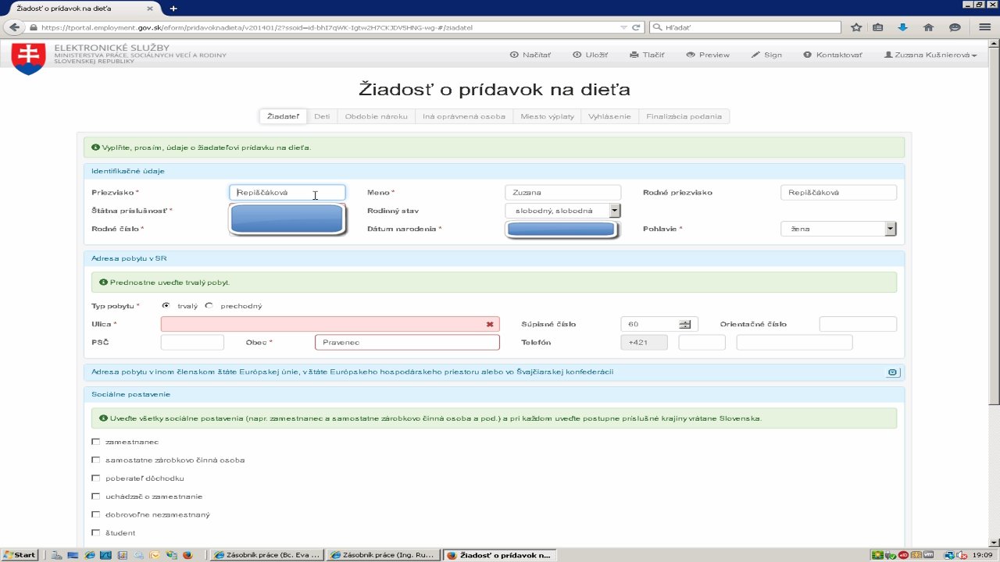 Žiadosť o prídavok na dieťa
https://tportal.employment.gov.sk/eform/pridavoknadieta/v201401/2?ssoid=id-bhI7qWK-Igtw2H7CKJDV5HNG-wg-#/ziadatel
Hľadať
ELEKTRONICKÉ SLUŽBY
MINISTERSTVA PRÁCE, SOCIÁLNYCH VECÍ A RODINY
SLOVENSKEJ REPUBLIKY
Načítať Uložiť Tlačiť Preview Sign Kontaktovať Zuzana Kušnierová
Žiadosť o prídavok na dieťa
Žiadateľ Deti Obdobie nároku Iná oprávnená osoba Miesto výplaty Vyhlásenie Finalizácia podania
Vyplňte, prosím, údaje o žiadateľovi prídavku na dieťa.
Identifikačné údaje
Priezvisko * Repiščáková Meno * Zuzana Rodné priezvisko Repiščáková
Štátna príslušnosť * Rodinný stav slobodný, slobodná
Rodné číslo * Dátum narodenia * Pohlavie * žena
Adresa pobytu v SR
Prednostne uveďte trvalý pobyt.
Typ pobytu * trvalý prechodný
Ulica * Súpisné číslo 60 Orientačné číslo
PSČ Obec * Pravenec Telefón +421
Adresa pobytu v inom členskom štáte Európskej únie, v štáte Európskeho hospodárskeho priestoru alebo vo Švajčiarskej konfederácii
Sociálne postavenie
Uveďte všetky sociálne postavenia (napr. zamestnanec a samostatne zárobkovo činná osoba a pod.) a pri každom uveďte postupne príslušné krajiny vrátane Slovenska.
zamestnanec
samostatne zárobkovo činná osoba
poberateľ dôchodku
uchádzač o zamestnanie
dobrovoľne nezamestnaný
študent
Start Zásobník práce (Bc. Eva ... Zásobník práce (Ing. Ru... Žiadosť o prídavok n... 19:09